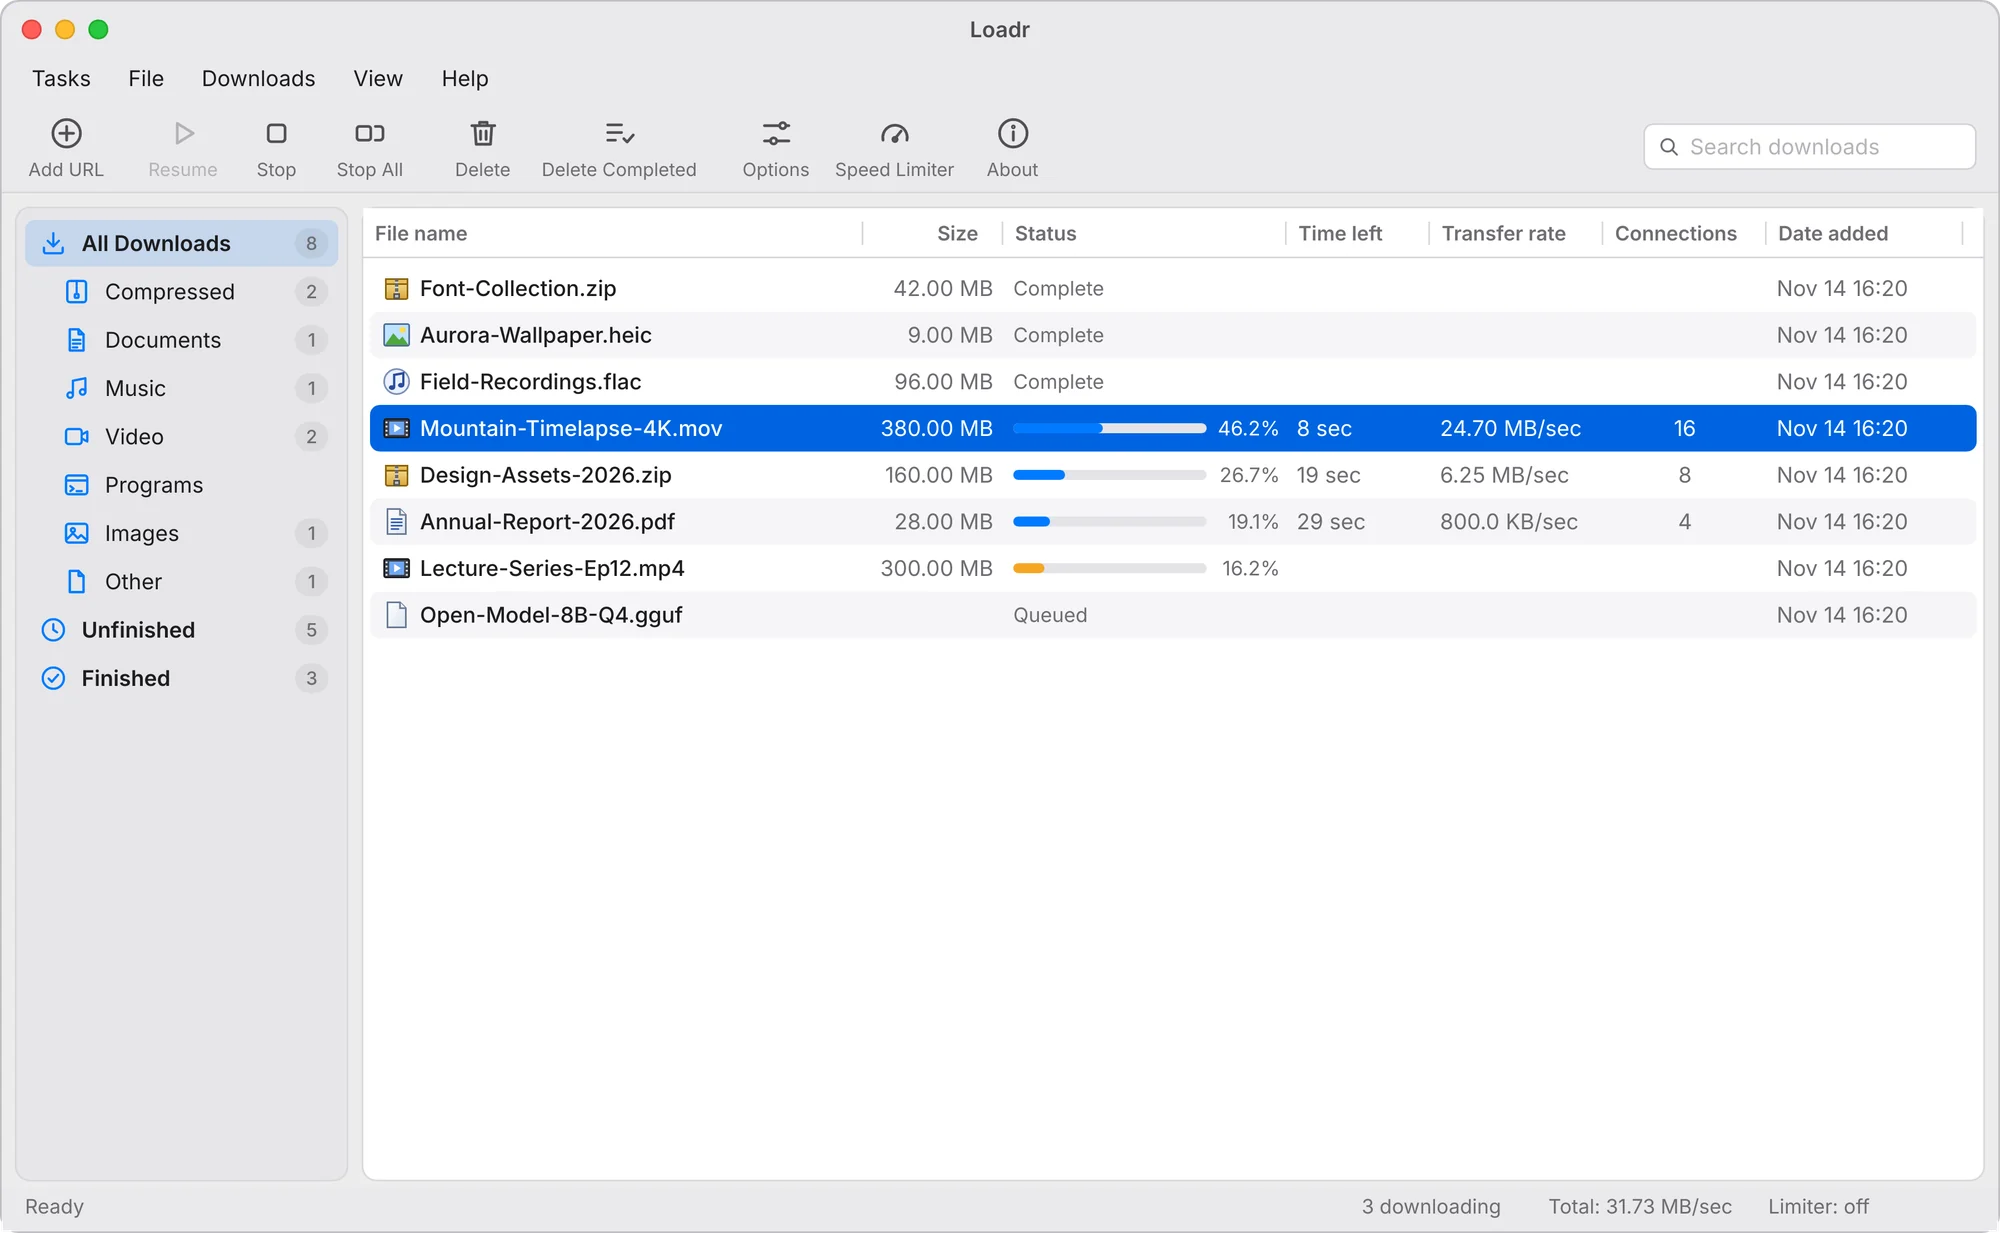 Loadr
Tasks File Downloads View Help
Add URL Resume Stop Stop All Delete Delete Completed Options Speed Limiter About Search downloads
All Downloads 8
Compressed 2
Documents 1
Music 1
Video 2
Programs
Images 1
Other 1
Unfinished 5
Finished 3
File name Size Status Time left Transfer rate Connections Date added
Font-Collection.zip 42.00 MB Complete Nov 14 16:20
Aurora-Wallpaper.heic 9.00 MB Complete Nov 14 16:20
Field-Recordings.flac 96.00 MB Complete Nov 14 16:20
Mountain-Timelapse-4K.mov 380.00 MB 46.2% 8 sec 24.70 MB/sec 16 Nov 14 16:20
Design-Assets-2026.zip 160.00 MB 26.7% 19 sec 6.25 MB/sec 8 Nov 14 16:20
Annual-Report-2026.pdf 28.00 MB 19.1% 29 sec 800.0 KB/sec 4 Nov 14 16:20
Lecture-Series-Ep12.mp4 300.00 MB 16.2% Nov 14 16:20
Open-Model-8B-Q4.gguf Queued Nov 14 16:20
Ready 3 downloading Total: 31.73 MB/sec Limiter: off